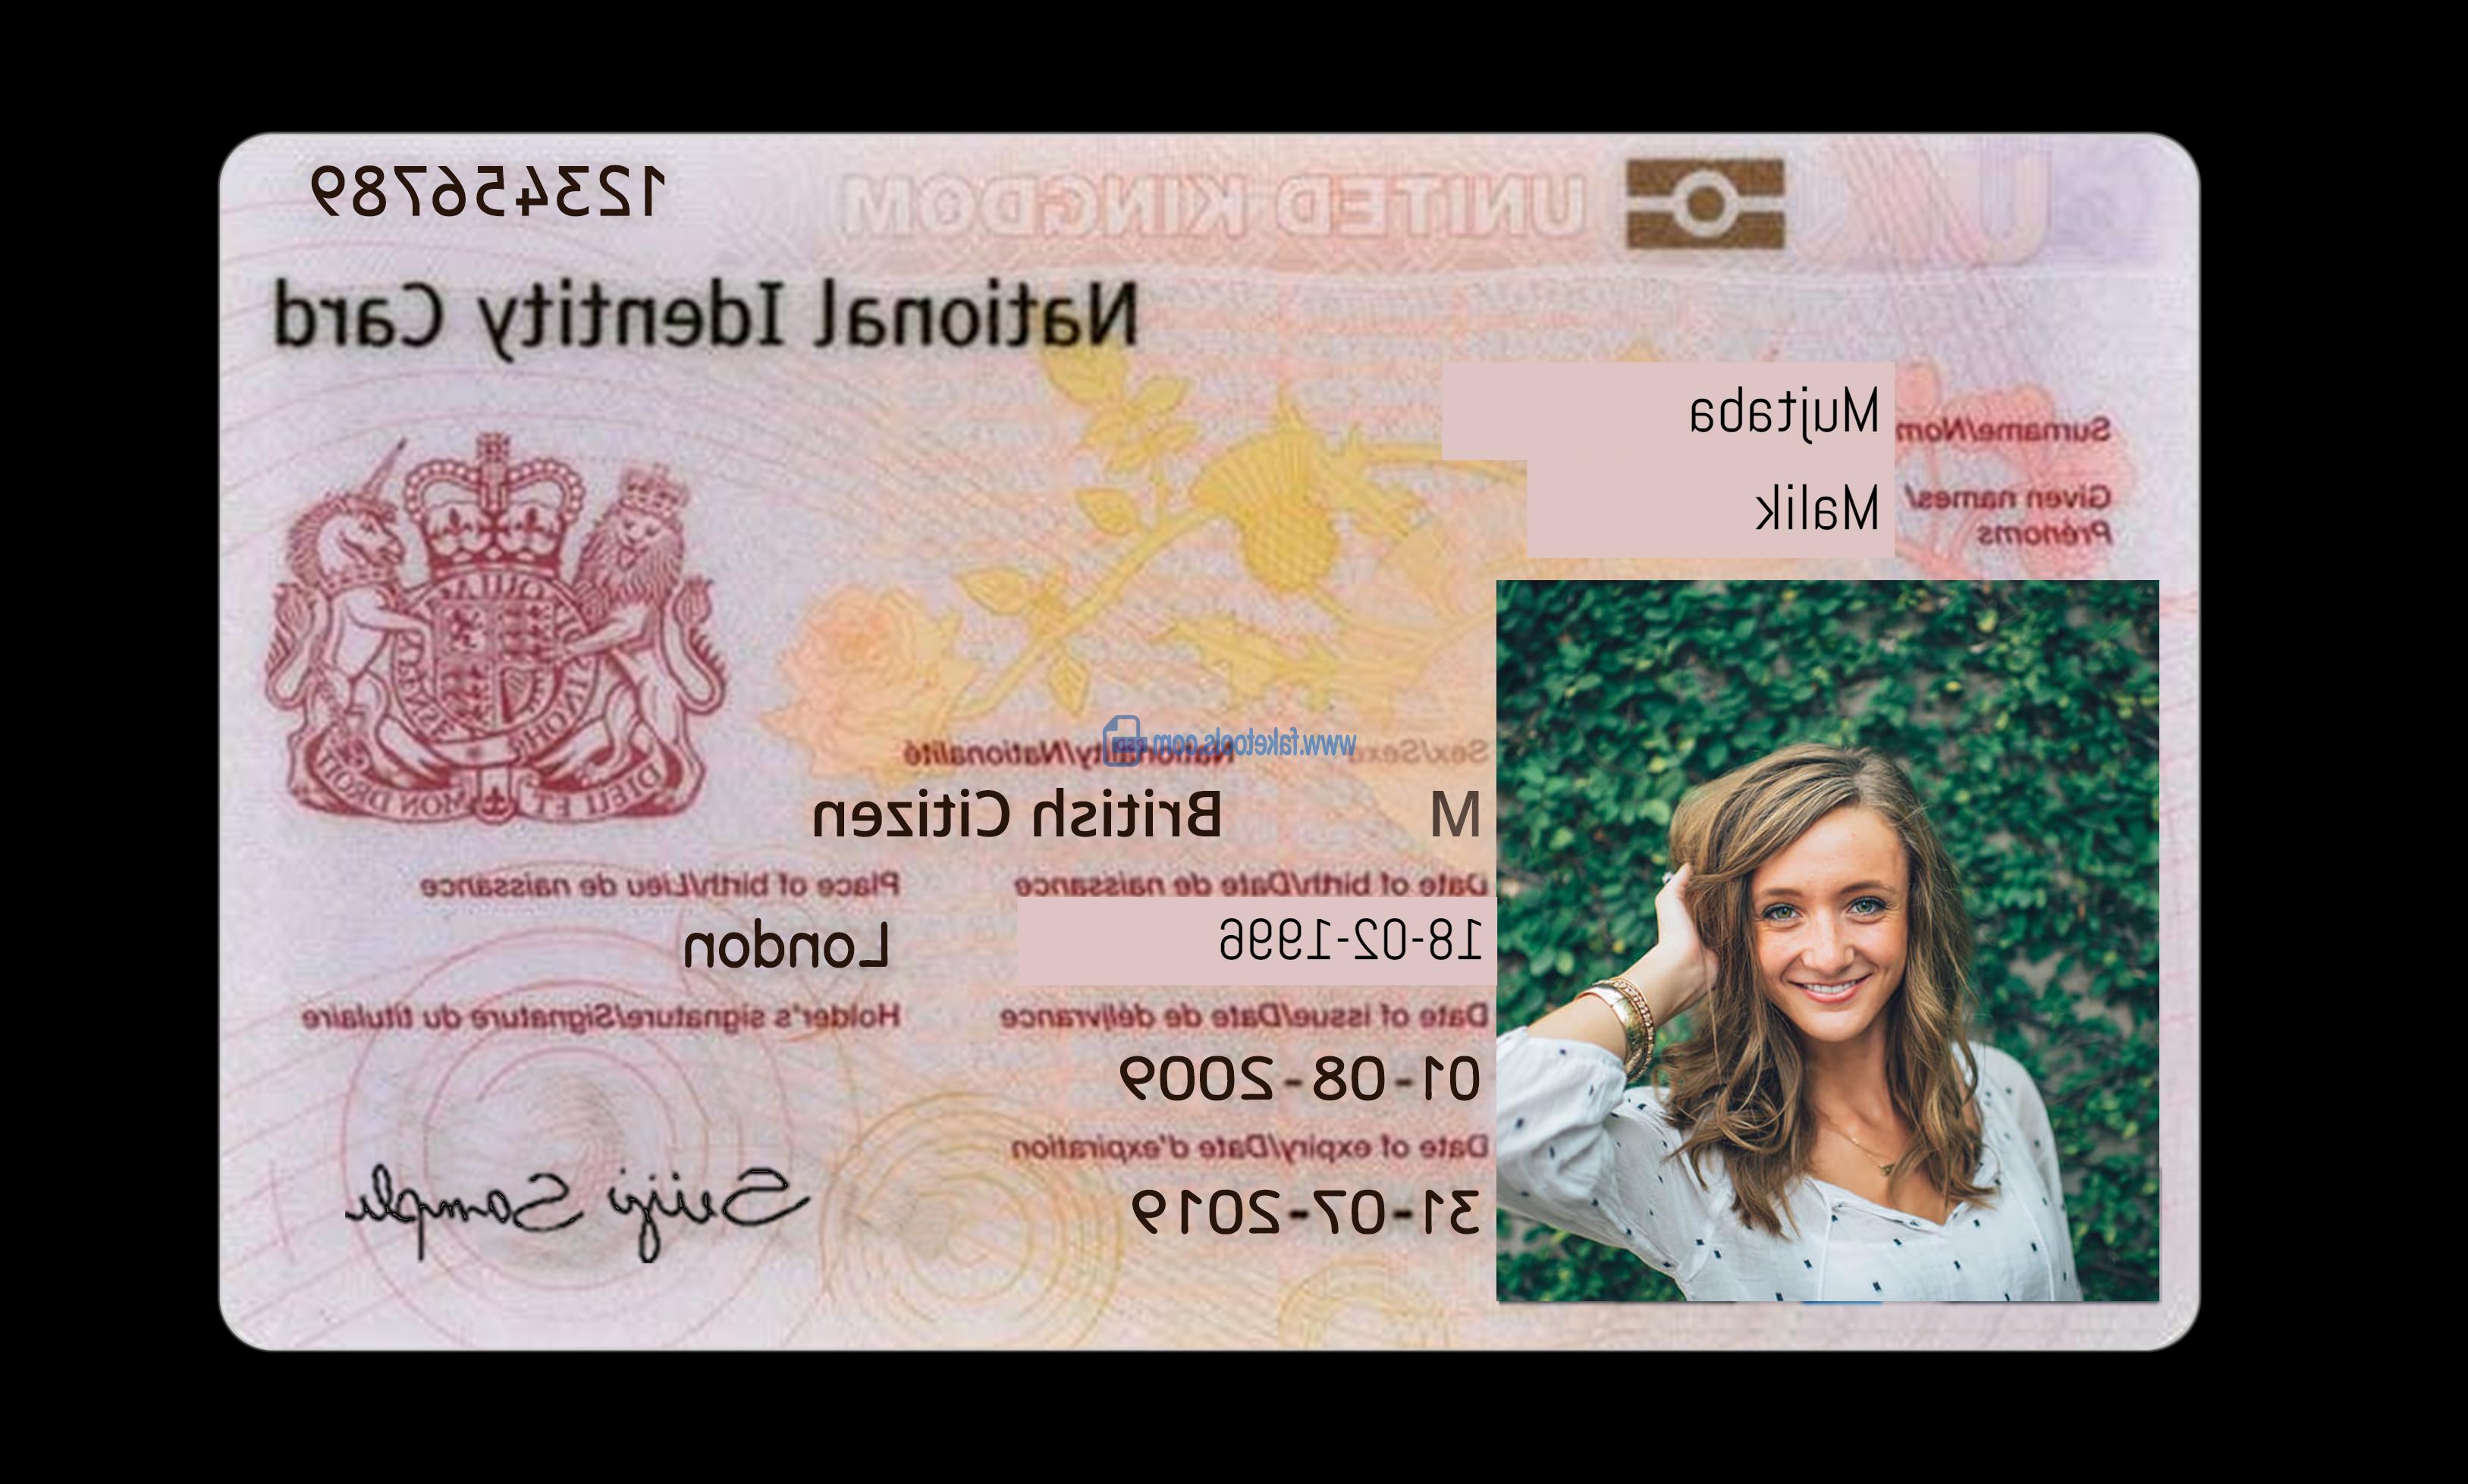 UNITED KINGDOM
123456789
National Identity Card
Surname/Nom
Mujtaba
Given names/
Prénoms
Malik
Sex/Sexe
Nationality/Nationalité
www.faketools.com
M
British Citizen
Date of birth/Date de naissance
Place of birth/Lieu de naissance
18-02-1996
London
Date of issue/Date de délivrance
Holder's signature/Signature du titulaire
01-08-2009
Date of expiry/Date d'expiration
31-07-2019
DIEU ET MON DROIT